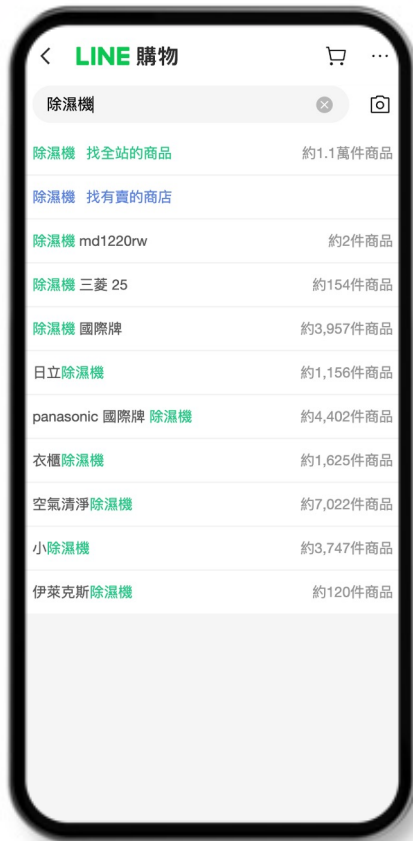 LINE 購物
除濕機
除濕機 找全站的商品 約1.1萬件商品
除濕機 找有賣的商店
除濕機 md1220rw 約2件商品
除濕機 三菱 25 約154件商品
除濕機 國際牌 約3,957件商品
日立除濕機 約1,156件商品
panasonic 國際牌 除濕機 約4,402件商品
衣櫃除濕機 約1,625件商品
空氣清淨除濕機 約7,022件商品
小除濕機 約3,747件商品
伊萊克斯除濕機 約120件商品